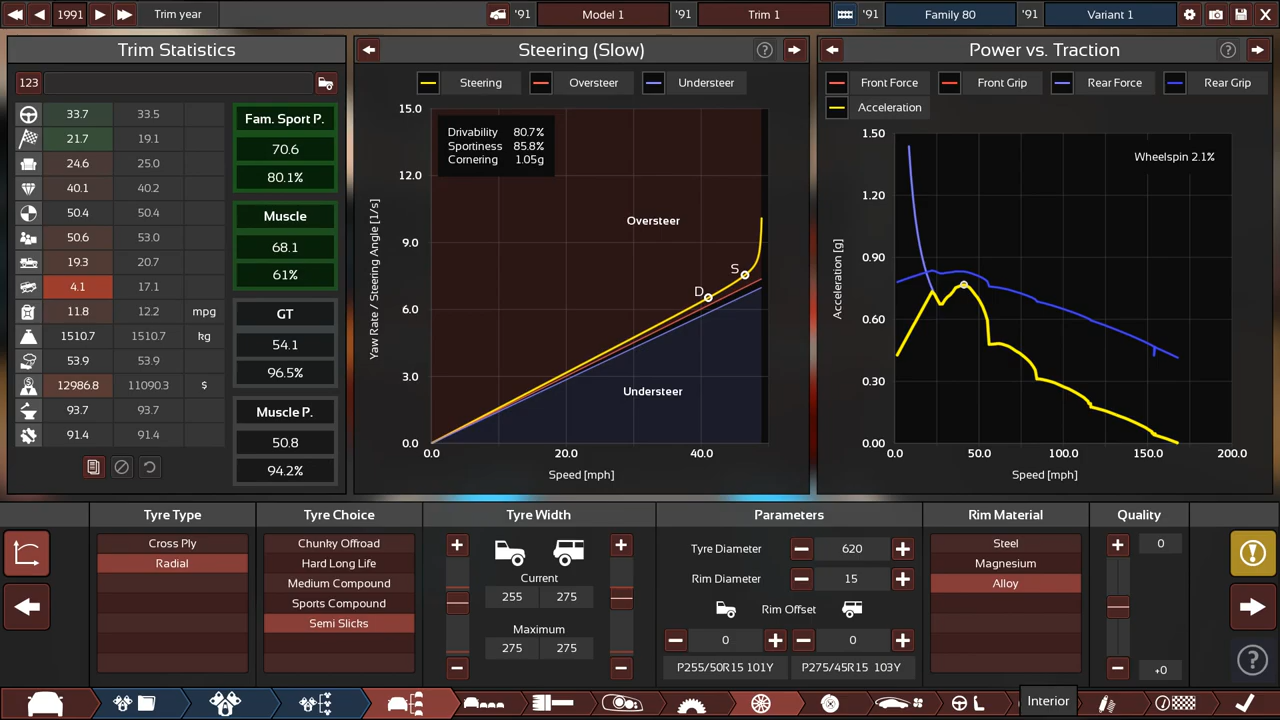 1991 Trim year '91 Model 1 '91 Trim 1 '91 Family 80 '91 Variant 1
Trim Statistics
123
33.7 33.5
21.7 19.1
24.6 25.0
40.1 40.2
50.4 50.4
50.6 53.0
19.3 20.7
4.1 17.1
11.8 12.2 mpg
1510.7 1510.7 kg
53.9 53.9
12986.8 11090.3 $
93.7 93.7
91.4 91.4
Fam. Sport P.
70.6
80.1%
Muscle
68.1
61%
GT
54.1
96.5%
Muscle P.
50.8
94.2%
Steering (Slow)
?
Steering Oversteer Understeer
Yaw Rate / Steering Angle [1/s]
15.0
12.0
9.0
6.0
3.0
0.0
Drivability 80.7%
Sportiness 85.8%
Cornering 1.05g
Oversteer
S
D
Understeer
0.0 20.0 40.0
Speed [mph]
Power vs. Traction
?
Front Force Front Grip Rear Force Rear Grip
Acceleration
Acceleration [g]
1.50
1.20
0.90
0.60
0.30
0.00
Wheelspin 2.1%
0.0 50.0 100.0 150.0 200.0
Speed [mph]
Tyre Type
Cross Ply
Radial
Tyre Choice
Chunky Offroad
Hard Long Life
Medium Compound
Sports Compound
Semi Slicks
Tyre Width
Current
255 275
Maximum
275 275
Parameters
Tyre Diameter 620
Rim Diameter 15
Rim Offset
0 0
P255/50R15 101Y P275/45R15 103Y
Rim Material
Steel
Magnesium
Alloy
Quality
0
+0
?
Interior